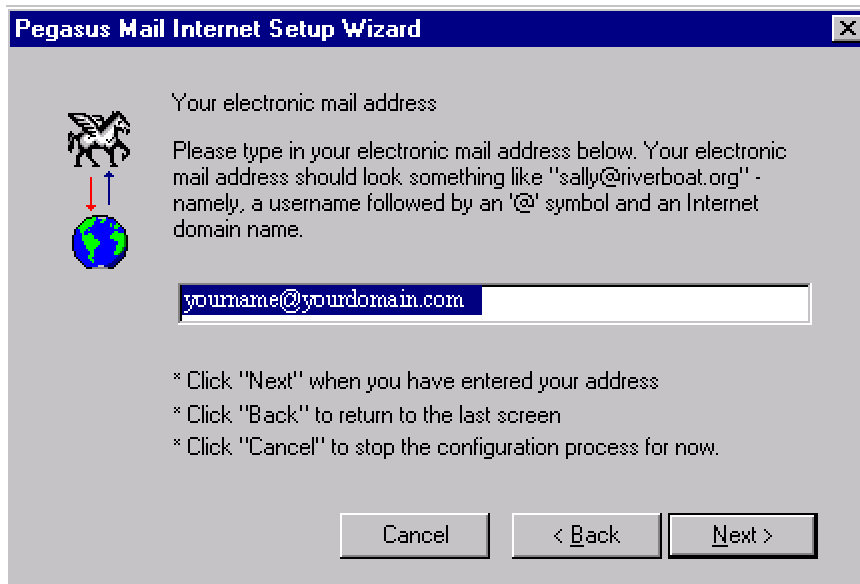 Pegasus Mail Internet Setup Wizard
Your electronic mail address
Please type in your electronic mail address below. Your electronic
mail address should look something like "sally@riverboat.org" -
namely, a username followed by an '@' symbol and an Internet
domain name.
yourname@yourdomain.com
* Click "Next" when you have entered your address
* Click "Back" to return to the last screen
* Click "Cancel" to stop the configuration process for now.
Cancel < Back Next >